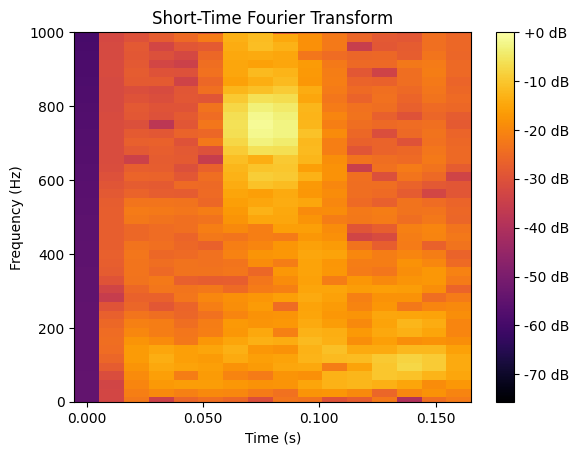 Short-Time Fourier Transform
1000
800
600
400
200
0
Frequency (Hz)
0.000
0.050
0.100
0.150
Time (s)
+0 dB
-10 dB
-20 dB
-30 dB
-40 dB
-50 dB
-60 dB
-70 dB